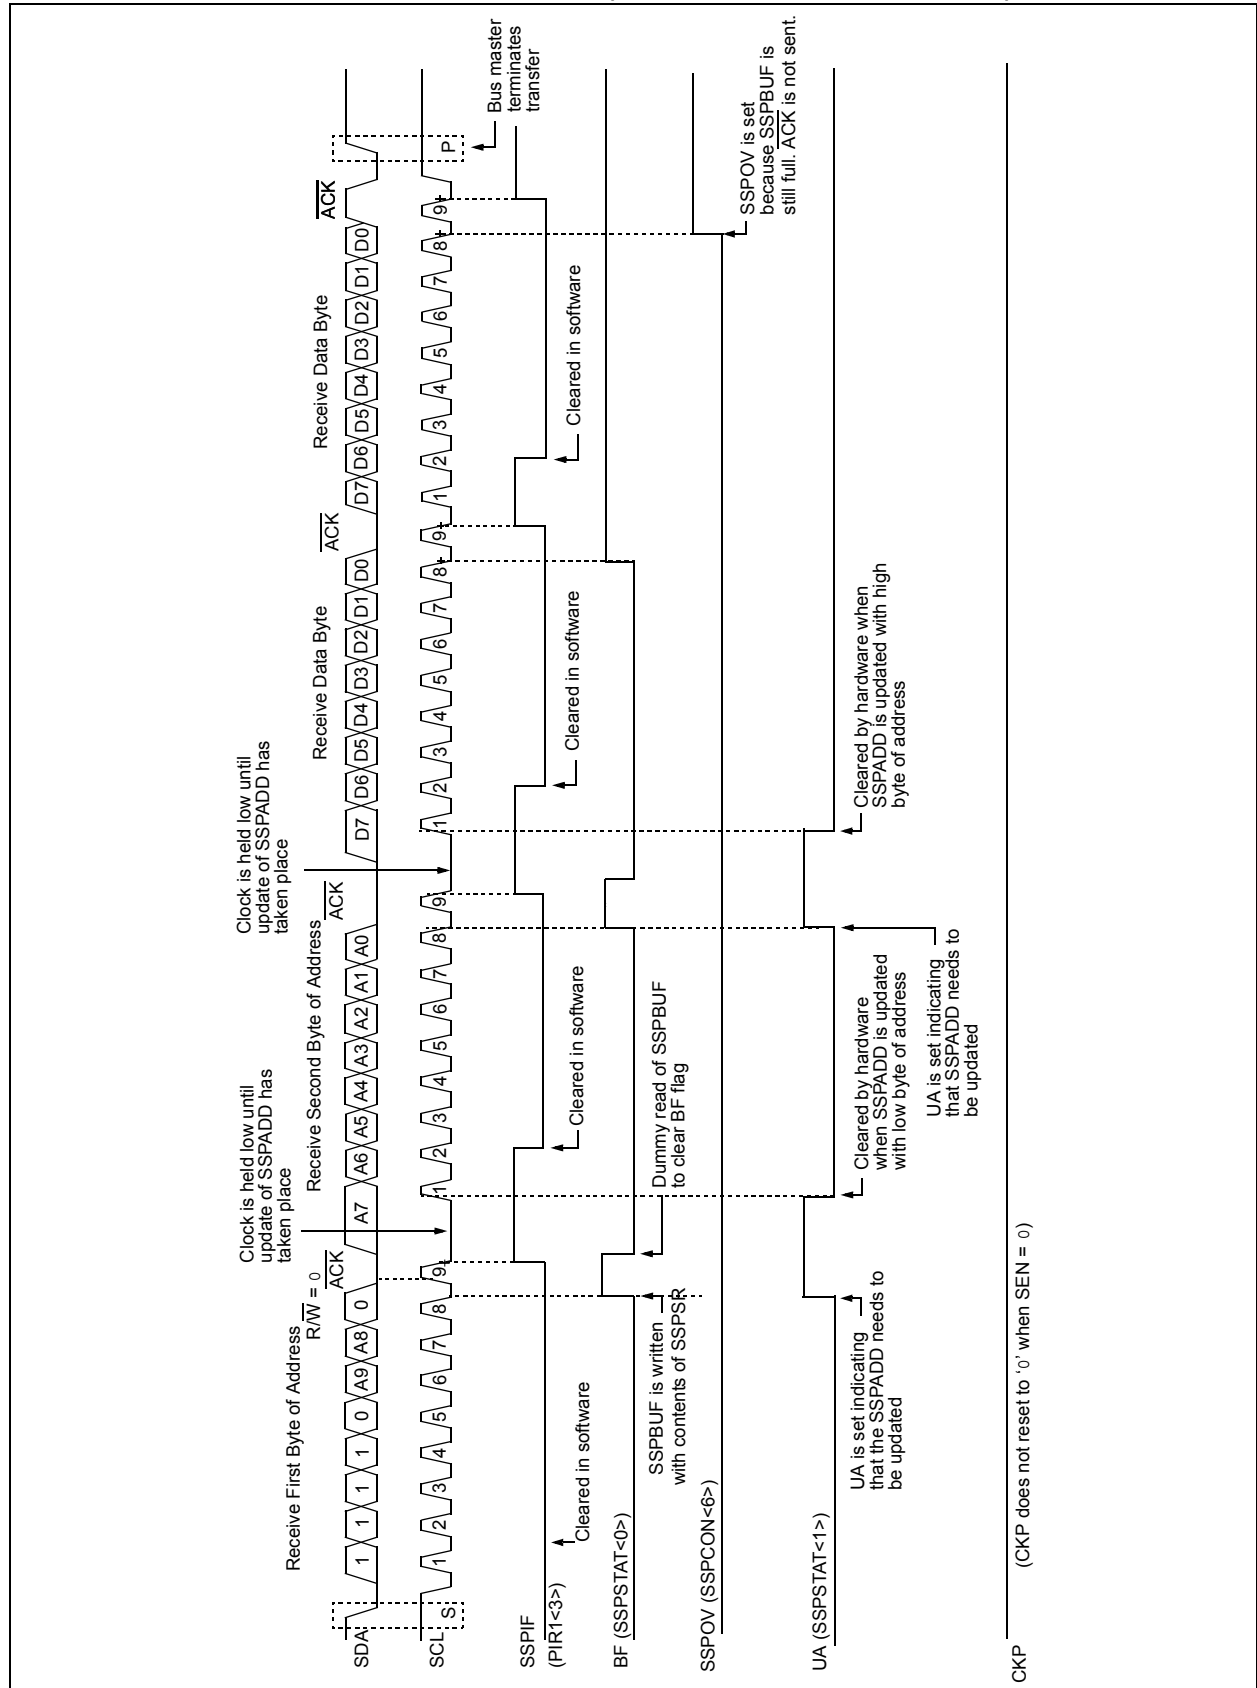 Receive First Byte of Address
R/W = 0
ACK
Clock is held low until
update of SSPADD has
taken place
Receive Second Byte of Address
ACK
Clock is held low until
update of SSPADD has
taken place
Receive Data Byte
ACK
Receive Data Byte
ACK
SDA
1 1 1 1 0 A9 A8 0 A7 A6 A5 A4 A3 A2 A1 A0 D7 D6 D5 D4 D3 D2 D1 D0 D7 D6 D5 D4 D3 D2 D1 D0
SCL
S 1 2 3 4 5 6 7 8 9 1 2 3 4 5 6 7 8 9 1 2 3 4 5 6 7 8 9 1 2 3 4 5 6 7 8 9 P
Bus master
terminates
transfer
SSPIF
(PIR1<3>)
Cleared in software
Cleared in software
Cleared in software
Cleared in software
BF (SSPSTAT<0>)
SSPBUF is written
with contents of SSPSR
Dummy read of SSPBUF
to clear BF flag
SSPOV (SSPCON<6>)
SSPOV is set
because SSPBUF is
still full. ACK is not sent.
UA (SSPSTAT<1>)
UA is set indicating
that the SSPADD needs to
be updated
Cleared by hardware
when SSPADD is updated
with low byte of address
UA is set indicating
that SSPADD needs to
be updated
Cleared by hardware when
SSPADD is updated with high
byte of address
CKP
(CKP does not reset to ‘0’ when SEN = 0)